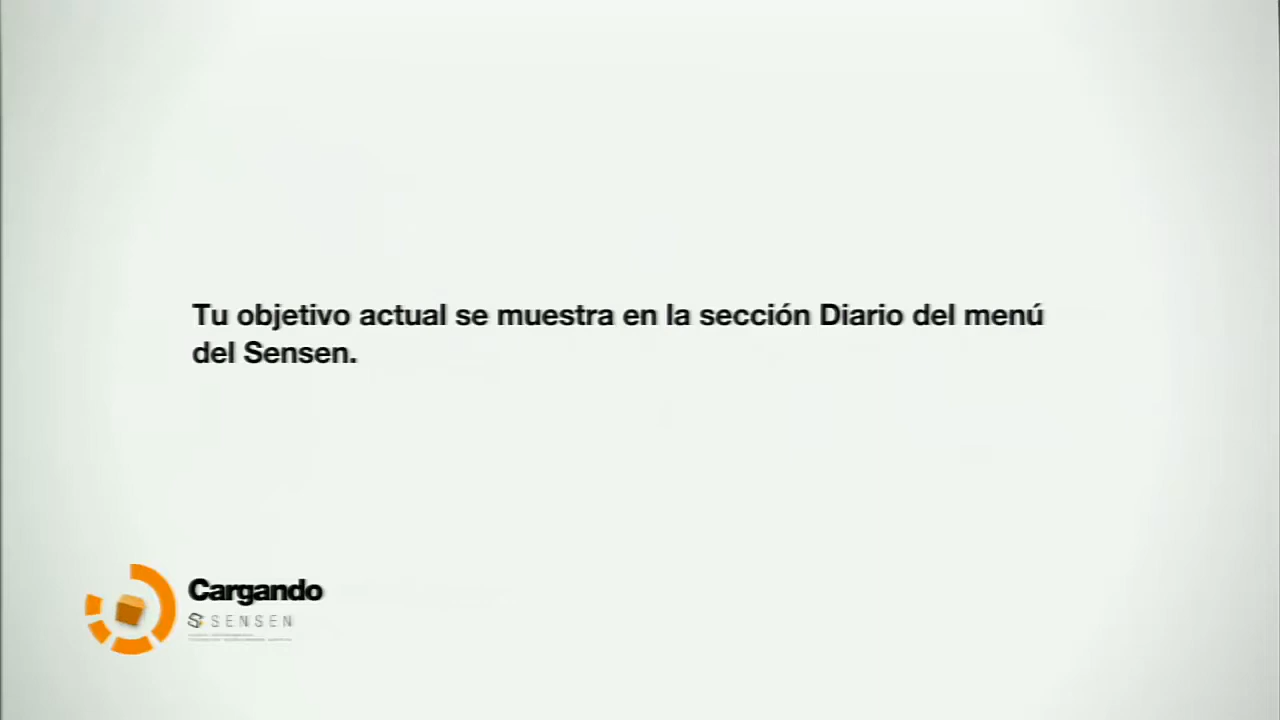 Tu objetivo actual se muestra en la sección Diario del menú
del Sensen.
Cargando
SENSEN